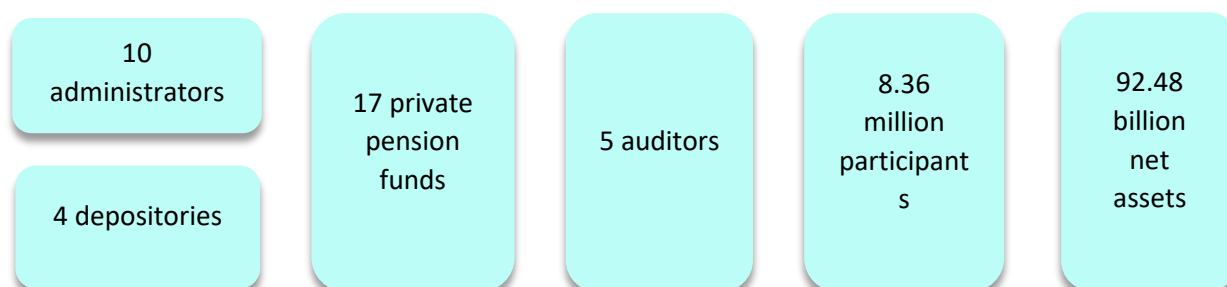 10
administrators
4 depositories
17 private
pension
funds
5 auditors
8.36
million
participant
s
92.48
billion
net
assets